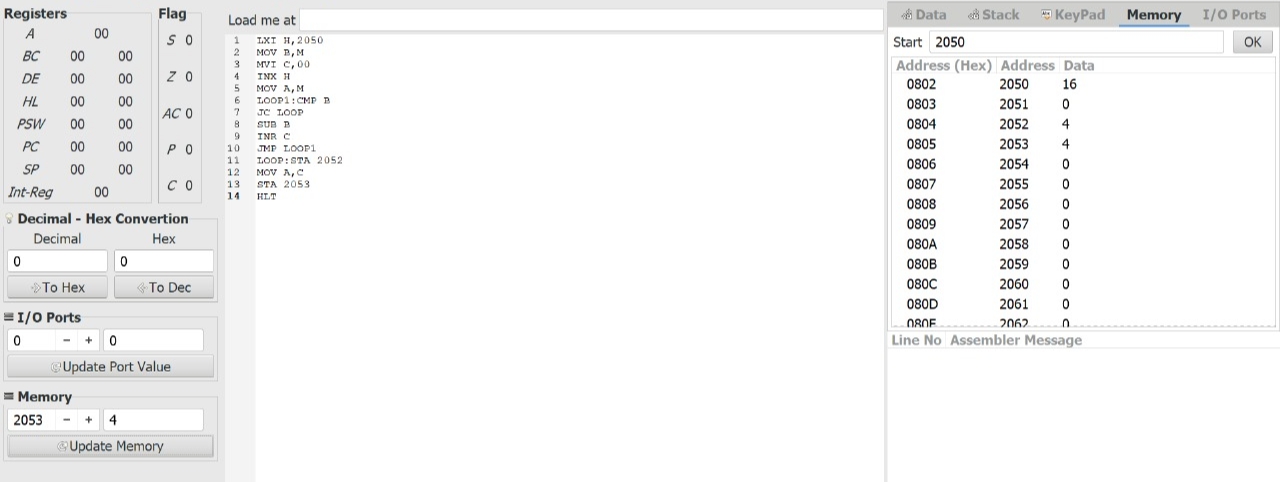 Registers
A 00
BC 00 00
DE 00 00
HL 00 00
PSW 00 00
PC 00 00
SP 00 00
Int-Reg 00
Flag
S 0
Z 0
AC 0
P 0
C 0
Decimal - Hex Convertion
Decimal Hex
0 0
To Hex To Dec
I/O Ports
0 - + 0
Update Port Value
Memory
2053 - + 4
Update Memory
Load me at
1 LXI H,2050
2 MOV B,M
3 MVI C,00
4 INX H
5 MOV A,M
6 LOOP1:CMP B
7 JC LOOP
8 SUB B
9 INR C
10 JMP LOOP1
11 LOOP:STA 2052
12 MOV A,C
13 STA 2053
14 HLT
Data Stack KeyPad Memory I/O Ports
Start 2050 OK
Address (Hex) Address Data
0802 2050 16
0803 2051 0
0804 2052 4
0805 2053 4
0806 2054 0
0807 2055 0
0808 2056 0
0809 2057 0
080A 2058 0
080B 2059 0
080C 2060 0
080D 2061 0
080E 2062 0
Line No Assembler Message